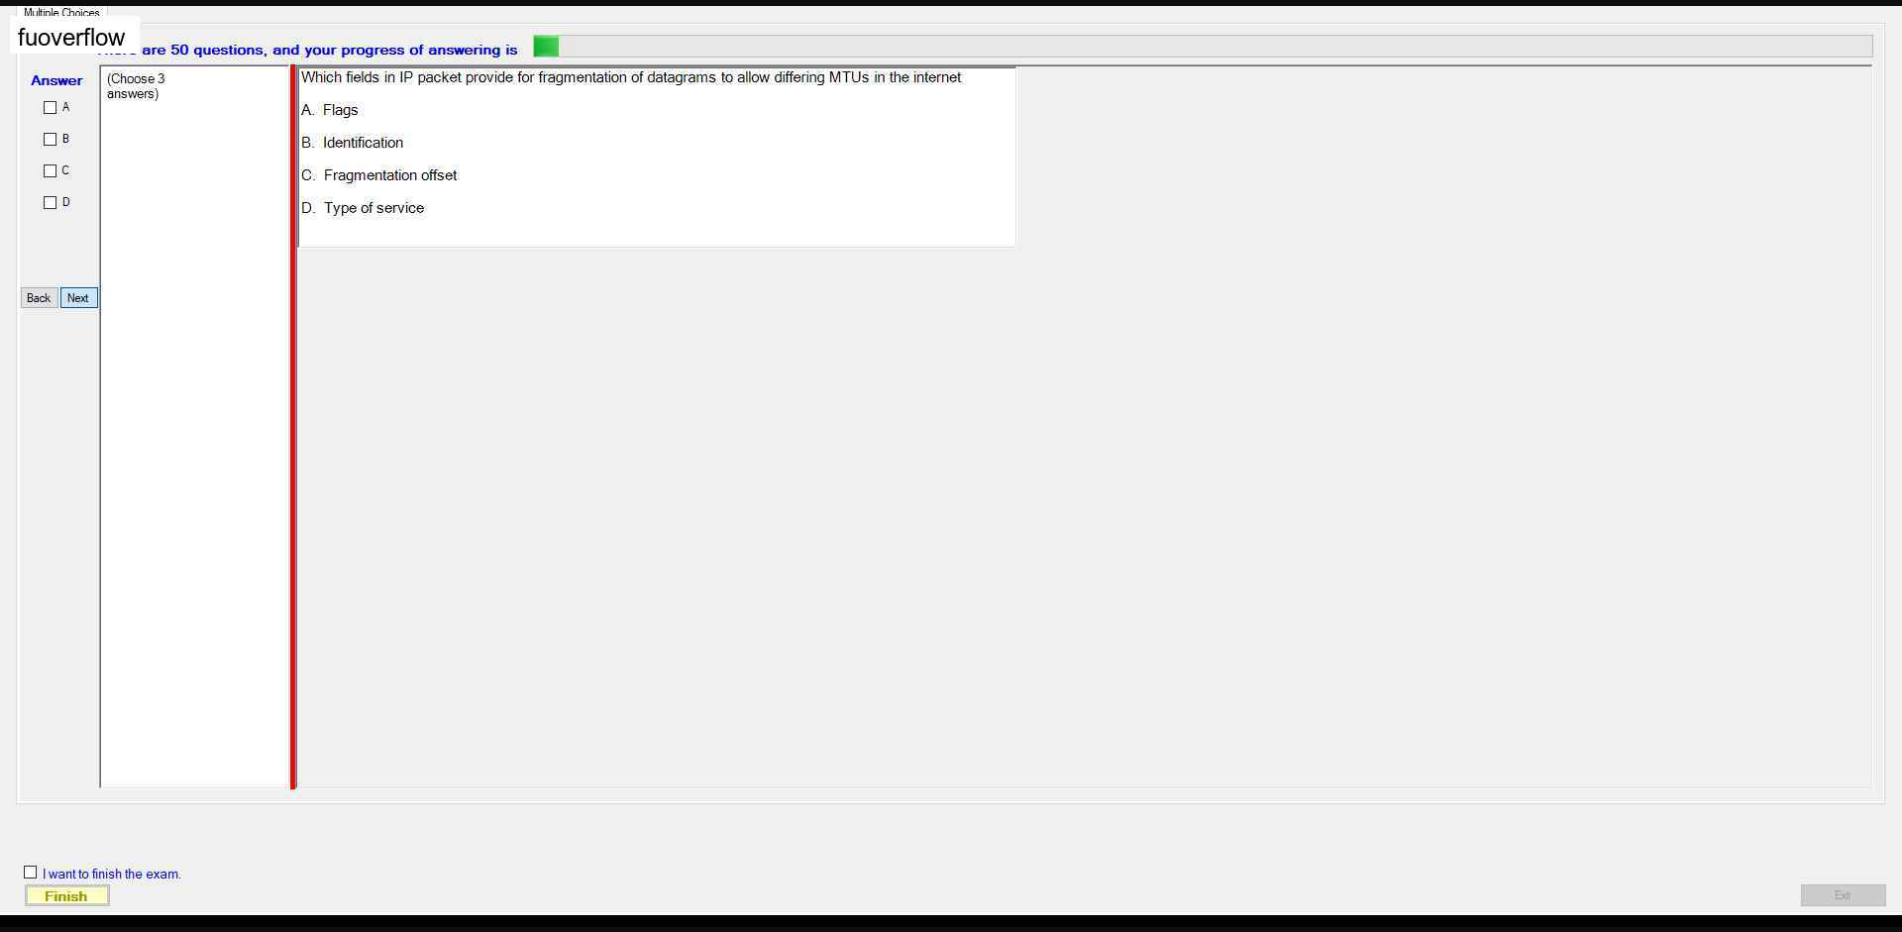 Multiple Choices
fuoverflow
are 50 questions, and your progress of answering is
Answer
(Choose 3
answers)
A
B
C
D
Which fields in IP packet provide for fragmentation of datagrams to allow differing MTUs in the internet
A. Flags
B. Identification
C. Fragmentation offset
D. Type of service
Back Next
I want to finish the exam.
Finish
Exit